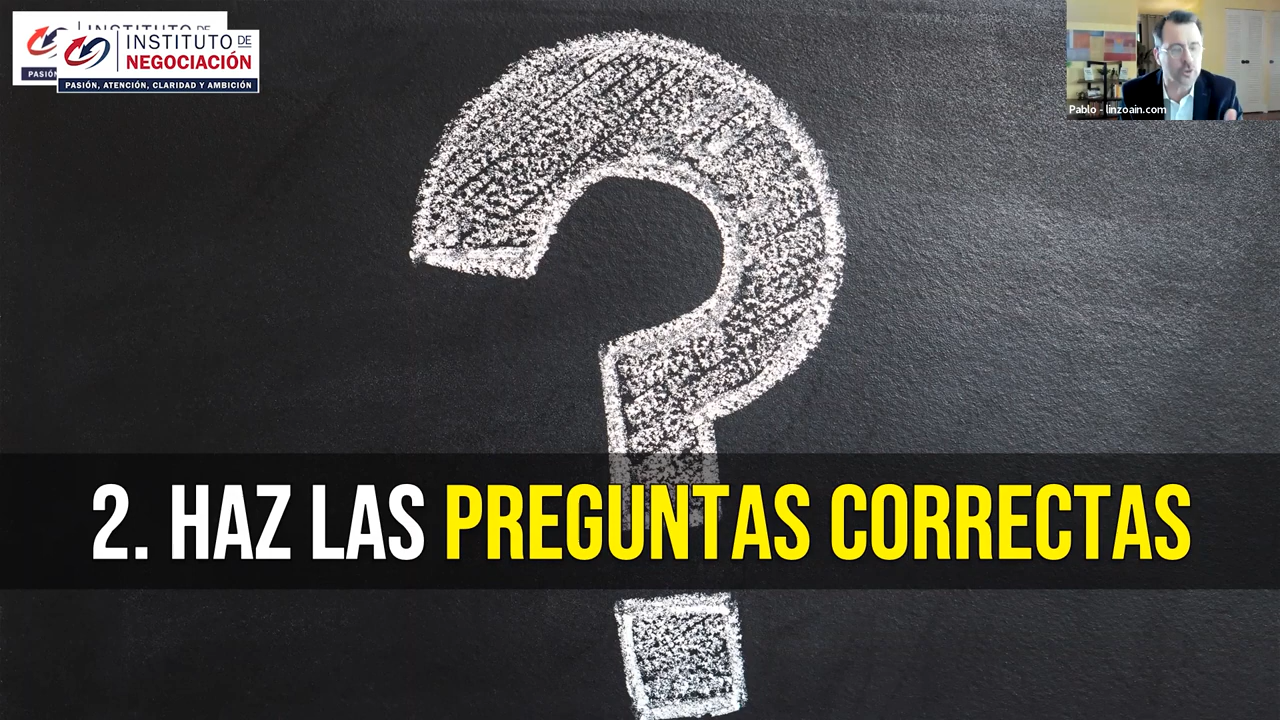 INSTITUTO DE
NEGOCIACIÓN
PASIÓN, ATENCIÓN, CLARIDAD Y AMBICIÓN
Pablo - linzoain.com
2. HAZ LAS PREGUNTAS CORRECTAS